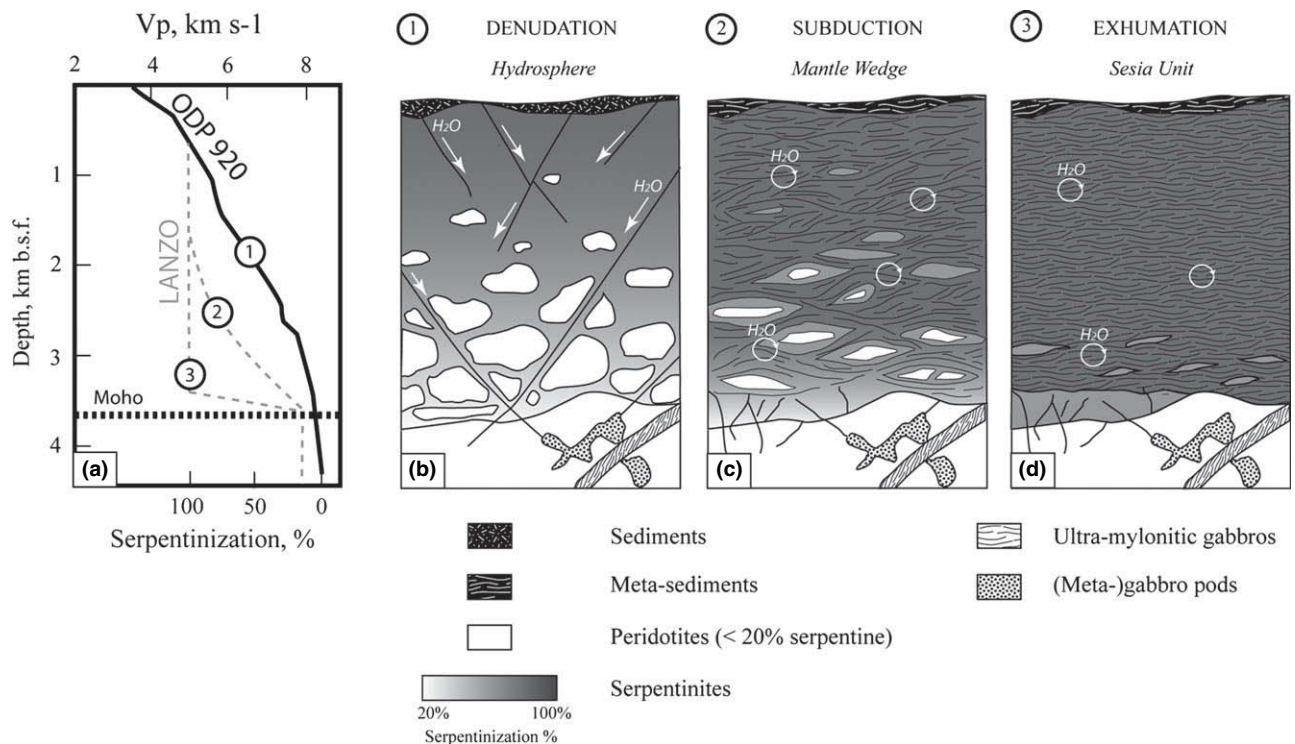 Vp, km s-1
2 4 6 8
Depth, km b.s.f.
1
2
3
4
ODP 920
LANZO
1
2
3
Moho
(a)
100 50 0
Serpentinization, %
1 DENUDATION
Hydrosphere
H2O
H2O
(b)
2 SUBDUCTION
Mantle Wedge
H2O
H2O
(c)
3 EXHUMATION
Sesia Unit
H2O
H2O
(d)
Sediments
Meta-sediments
Peridotites (< 20% serpentine)
Serpentinites
20% 100%
Serpentinization %
Ultra-mylonitic gabbros
(Meta-)gabbro pods